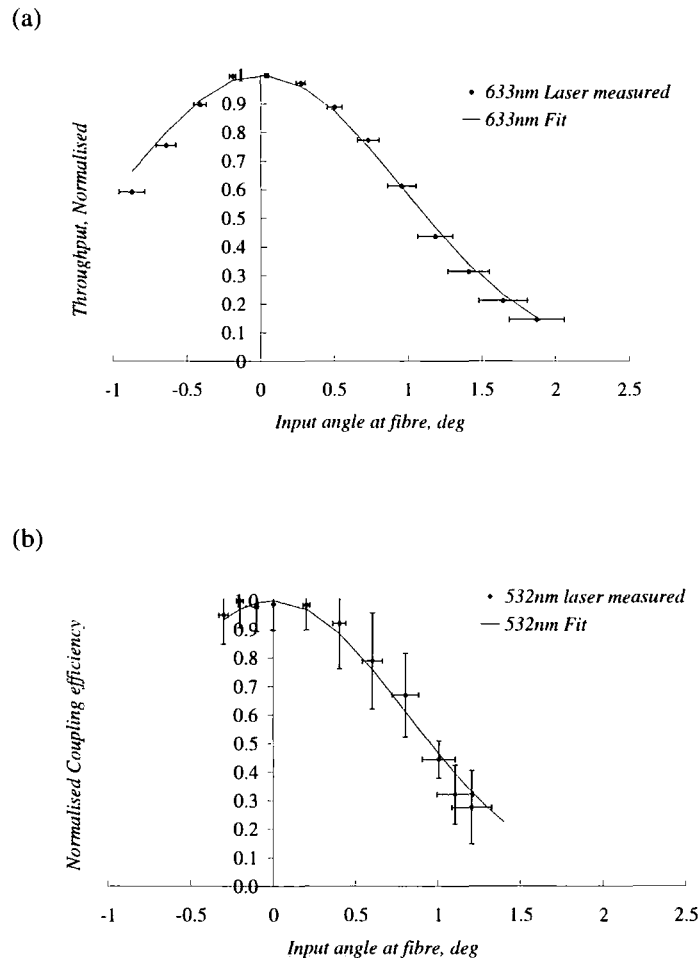 (a)
Throughput, Normalised
1
0.9
0.8
0.7
0.6
0.5
0.4
0.3
0.2
0.1
0
633nm Laser measured
633nm Fit
-1 -0.5 0 0.5 1 1.5 2 2.5
Input angle at fibre, deg
(b)
Normalised Coupling efficiency
1.0
0.9
0.8
0.7
0.6
0.5
0.4
0.3
0.2
0.1
0.0
532nm laser measured
532nm Fit
-1 -0.5 0 0.5 1 1.5 2 2.5
Input angle at fibre, deg